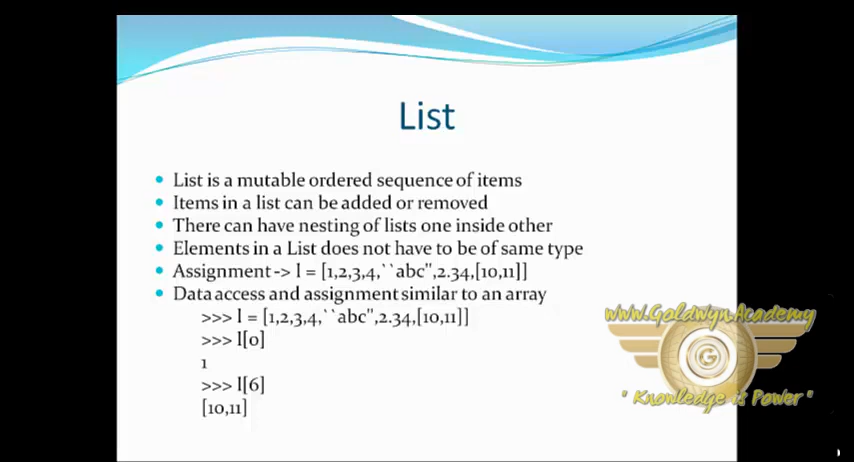 List
List is a mutable ordered sequence of items
Items in a list can be added or removed
There can have nesting of lists one inside other
Elements in a List does not have to be of same type
Assignment -> l = [1,2,3,4,``abc",2.34,[10,11]]
Data access and assignment similar to an array
>>> l = [1,2,3,4,``abc",2.34,[10,11]]
>>> l[0]
1
>>> l[6]
[10,11]
www.GoldwynAcademy
G
" Knowledge is Power "